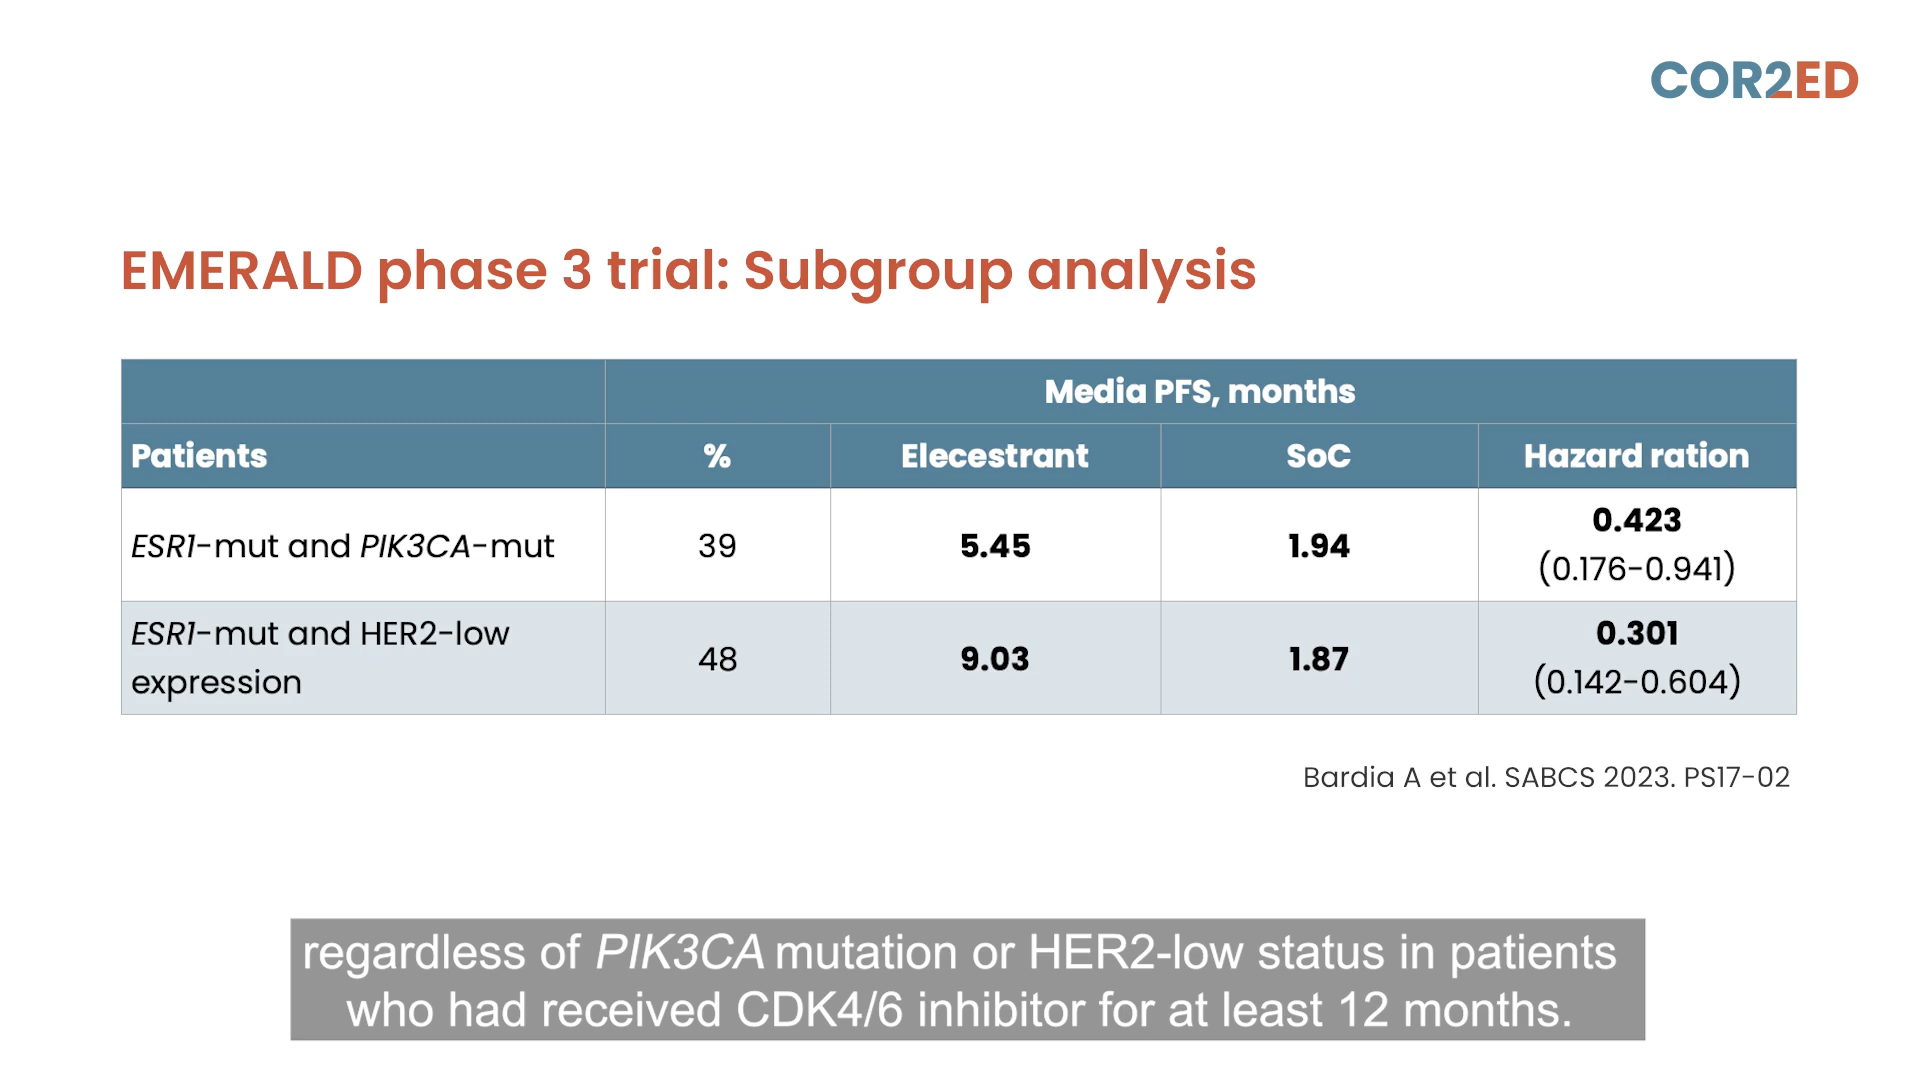 COR2ED
EMERALD phase 3 trial: Subgroup analysis
Media PFS, months
Patients % Elecestrant SoC Hazard ration
ESR1-mut and PIK3CA-mut 39 5.45 1.94 0.423
(0.176-0.941)
ESR1-mut and HER2-low
expression 48 9.03 1.87 0.301
(0.142-0.604)
Bardia A et al. SABCS 2023. PS17-02
regardless of PIK3CA mutation or HER2-low status in patients
who had received CDK4/6 inhibitor for at least 12 months.